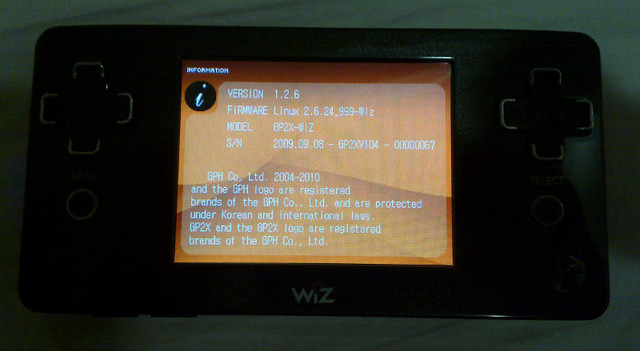 INFORMATION
i
VERSION 1.2.6
FIRMWARE Linux 2.6.24_999-Wiz
MODEL GP2X-WIZ
S/N 2009.09.08 - GP2XV104 - 00000067
GPH Co, Ltd. 2004-2010
and the GPH logo are registered
brands of the GPH Co., Ltd. and are protected
under Korean and international laws.
GP2X and the GP2X logo are registered
brands of the GPH Co., Ltd.
MENU
SELECT
WiZ